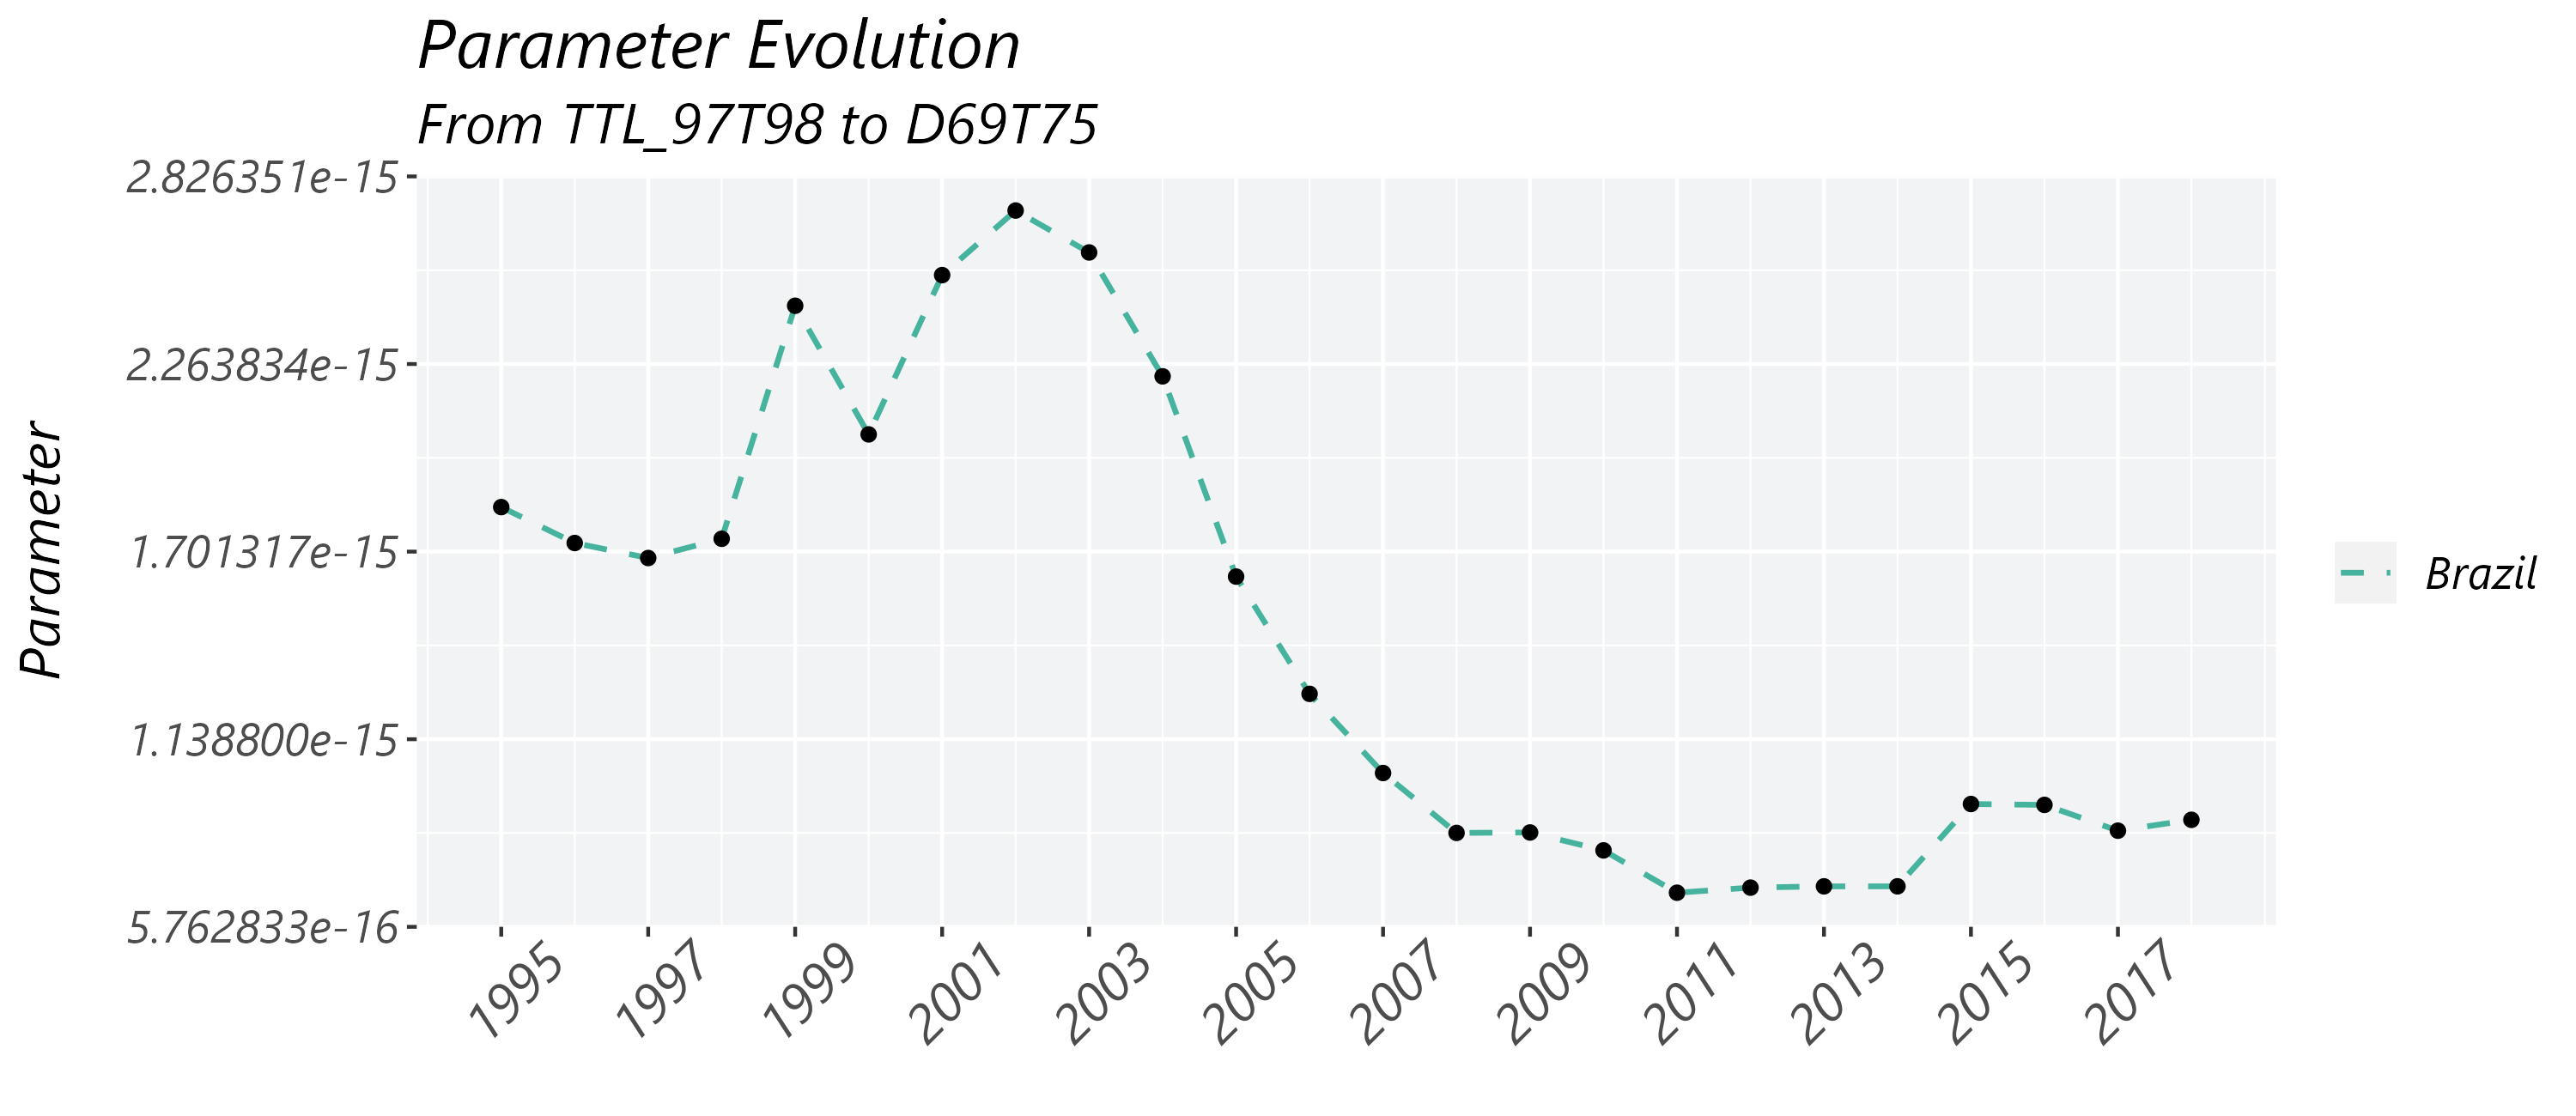 Parameter Evolution
From TTL_97T98 to D69T75
Parameter
2.826351e-15
2.263834e-15
1.701317e-15
1.138800e-15
5.762833e-16
1995
1997
1999
2001
2003
2005
2007
2009
2011
2013
2015
2017
Brazil